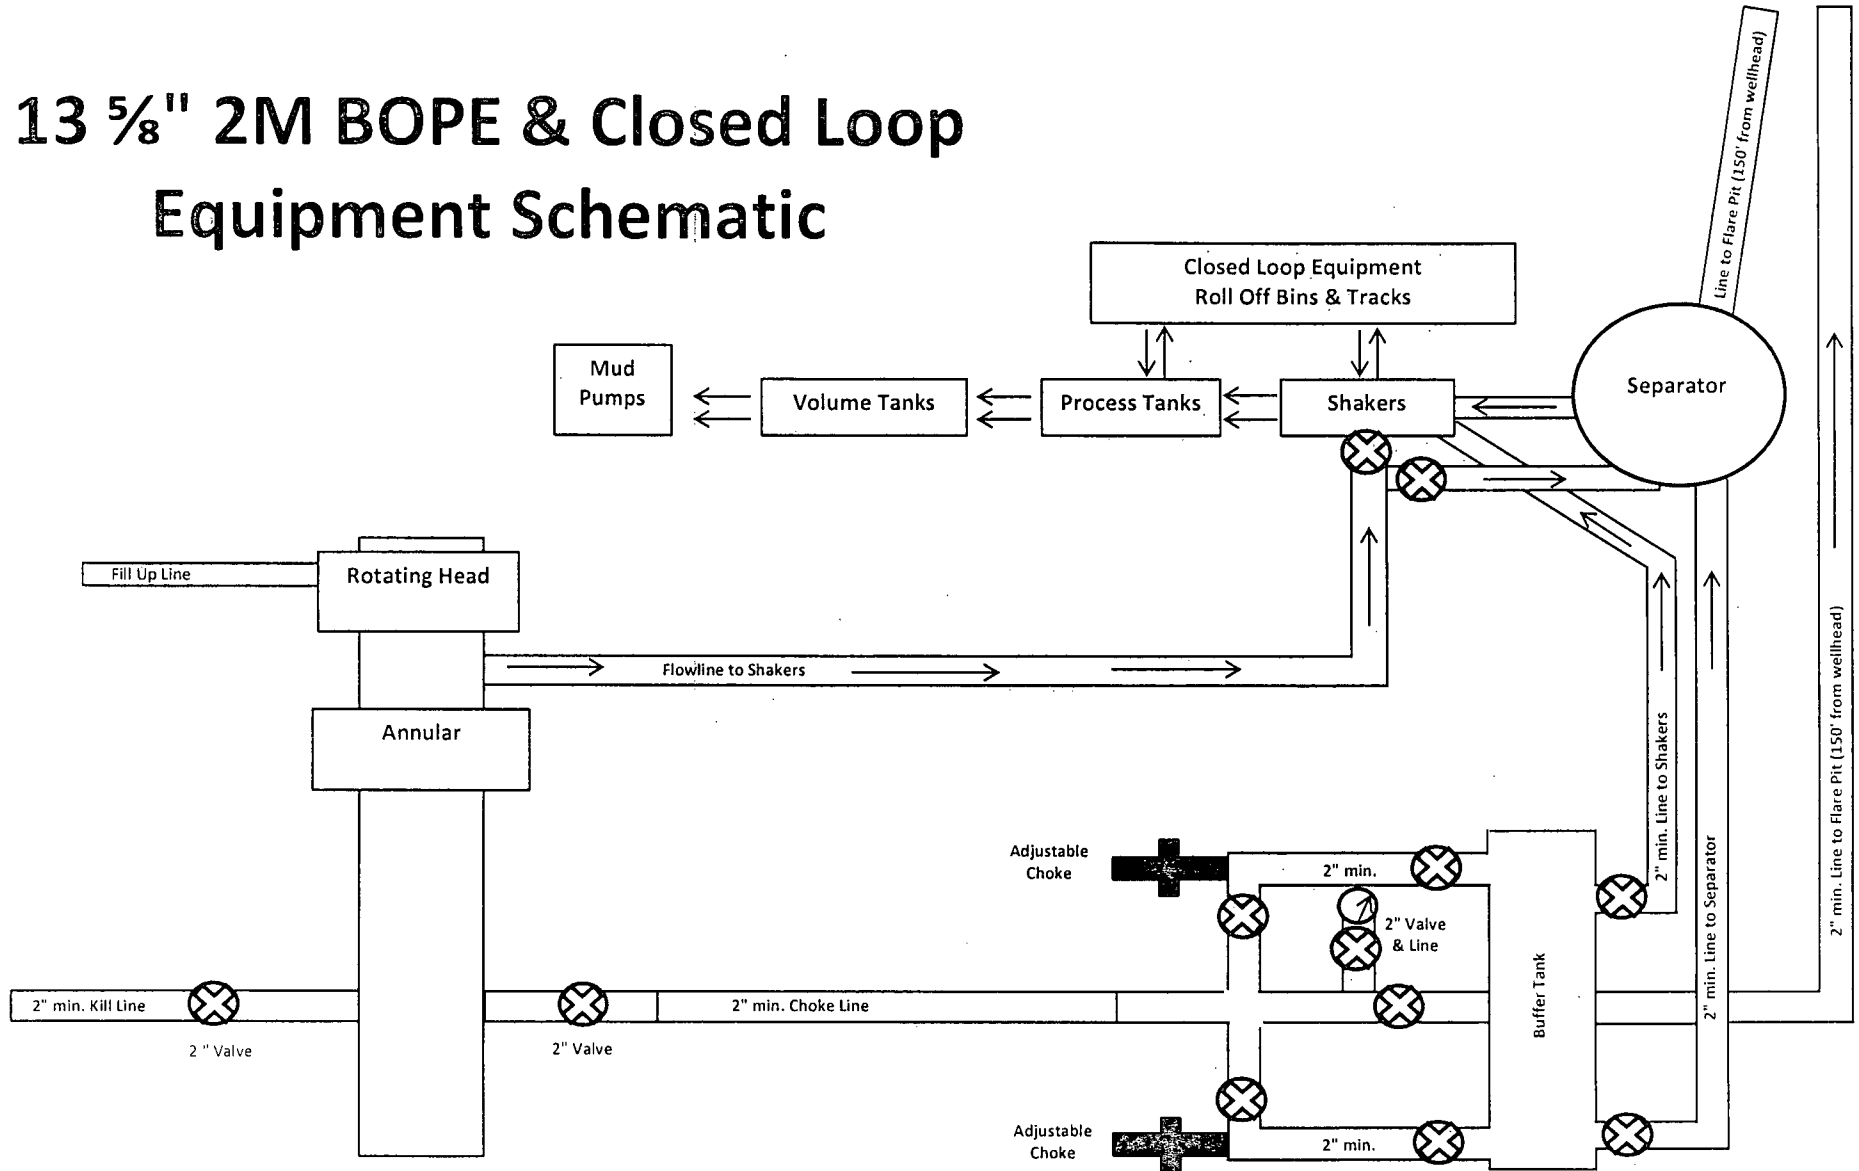 13 ⅝" 2M BOPE & Closed Loop
Equipment Schematic
Line to Flare Pit (150' from wellhead)
Closed Loop Equipment
Roll Off Bins & Tracks
Mud
Pumps
Volume Tanks
Process Tanks
Shakers
Separator
Fill Up Line
Rotating Head
Flowline to Shakers
Annular
2" min. Line to Shakers
2" min. Line to Separator
2" min. Line to Flare Pit (150' from wellhead)
Adjustable
Choke
2" min.
2" Valve
& Line
Buffer Tank
2" min. Kill Line
2" min. Choke Line
2 " Valve
2" Valve
Adjustable
Choke
2" min.